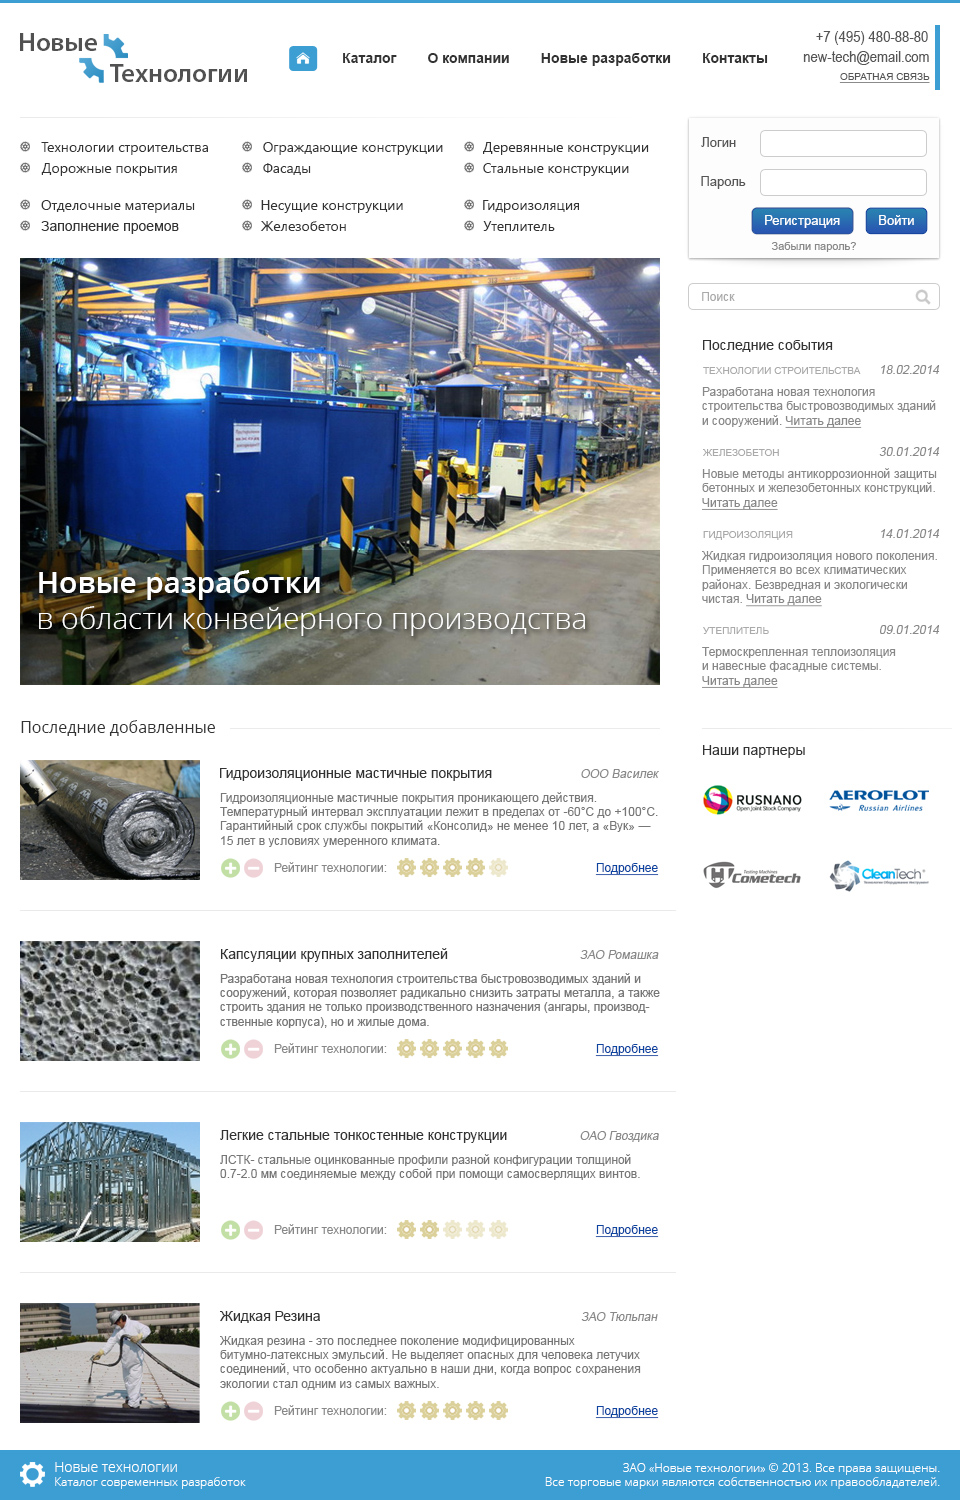 Новые
Технологии
Каталог
О компании
Новые разработки
Контакты
+7 (495) 480-88-80
new-tech@email.com
ОБРАТНАЯ СВЯЗЬ
Технологии строительства
Дорожные покрытия
Отделочные материалы
Заполнение проемов
Ограждающие конструкции
Фасады
Несущие конструкции
Железобетон
Деревянные конструкции
Стальные конструкции
Гидроизоляция
Утеплитель
Логин
Пароль
Регистрация
Войти
Забыли пароль?
Поиск
Новые разработки
в области конвейерного производства
Последние события
ТЕХНОЛОГИИ СТРОИТЕЛЬСТВА 18.02.2014
Разработана новая технология
строительства быстровозводимых зданий
и сооружений. Читать далее
ЖЕЛЕЗОБЕТОН 30.01.2014
Новые методы антикоррозионной защиты
бетонных и железобетонных конструкций.
Читать далее
ГИДРОИЗОЛЯЦИЯ 14.01.2014
Жидкая гидроизоляция нового поколения.
Применяется во всех климатических
районах. Безвредная и экологически
чистая. Читать далее
УТЕПЛИТЕЛЬ 09.01.2014
Термоскрепленная теплоизоляция
и навесные фасадные системы.
Читать далее
Последние добавленные
Гидроизоляционные мастичные покрытия ООО Василек
Гидроизоляционные мастичные покрытия проникающего действия.
Температурный интервал эксплуатации лежит в пределах от -60°С до +100°С.
Гарантийный срок службы покрытий «Консолид» не менее 10 лет, а «Вук» —
15 лет в условиях умеренного климата.
Рейтинг технологии: Подробнее
Капсуляции крупных заполнителей ЗАО Ромашка
Разработана новая технология строительства быстровозводимых зданий и
сооружений, которая позволяет радикально снизить затраты металла, а также
строить здания не только производственного назначения (ангары, производ-
ственные корпуса), но и жилые дома.
Рейтинг технологии: Подробнее
Легкие стальные тонкостенные конструкции ОАО Гвоздика
ЛСТК- стальные оцинкованные профили разной конфигурации толщиной
0.7-2.0 мм соединяемые между собой при помощи самосверлящих винтов.
Рейтинг технологии: Подробнее
Жидкая Резина ЗАО Тюльпан
Жидкая резина - это последнее поколение модифицированных
битумно-латексных эмульсий. Не выделяет опасных для человека летучих
соединений, что особенно актуально в наши дни, когда вопрос сохранения
экологии стал одним из самых важных.
Рейтинг технологии: Подробнее
Наши партнеры
RUSNANO
Open Joint Stock Company
AEROFLOT
Russian Airlines
Testing Machines
Cometech
CleanTech
Новые технологии
Каталог современных разработок
ЗАО «Новые технологии» © 2013. Все права защищены.
Все торговые марки являются собственностью их правообладателей.